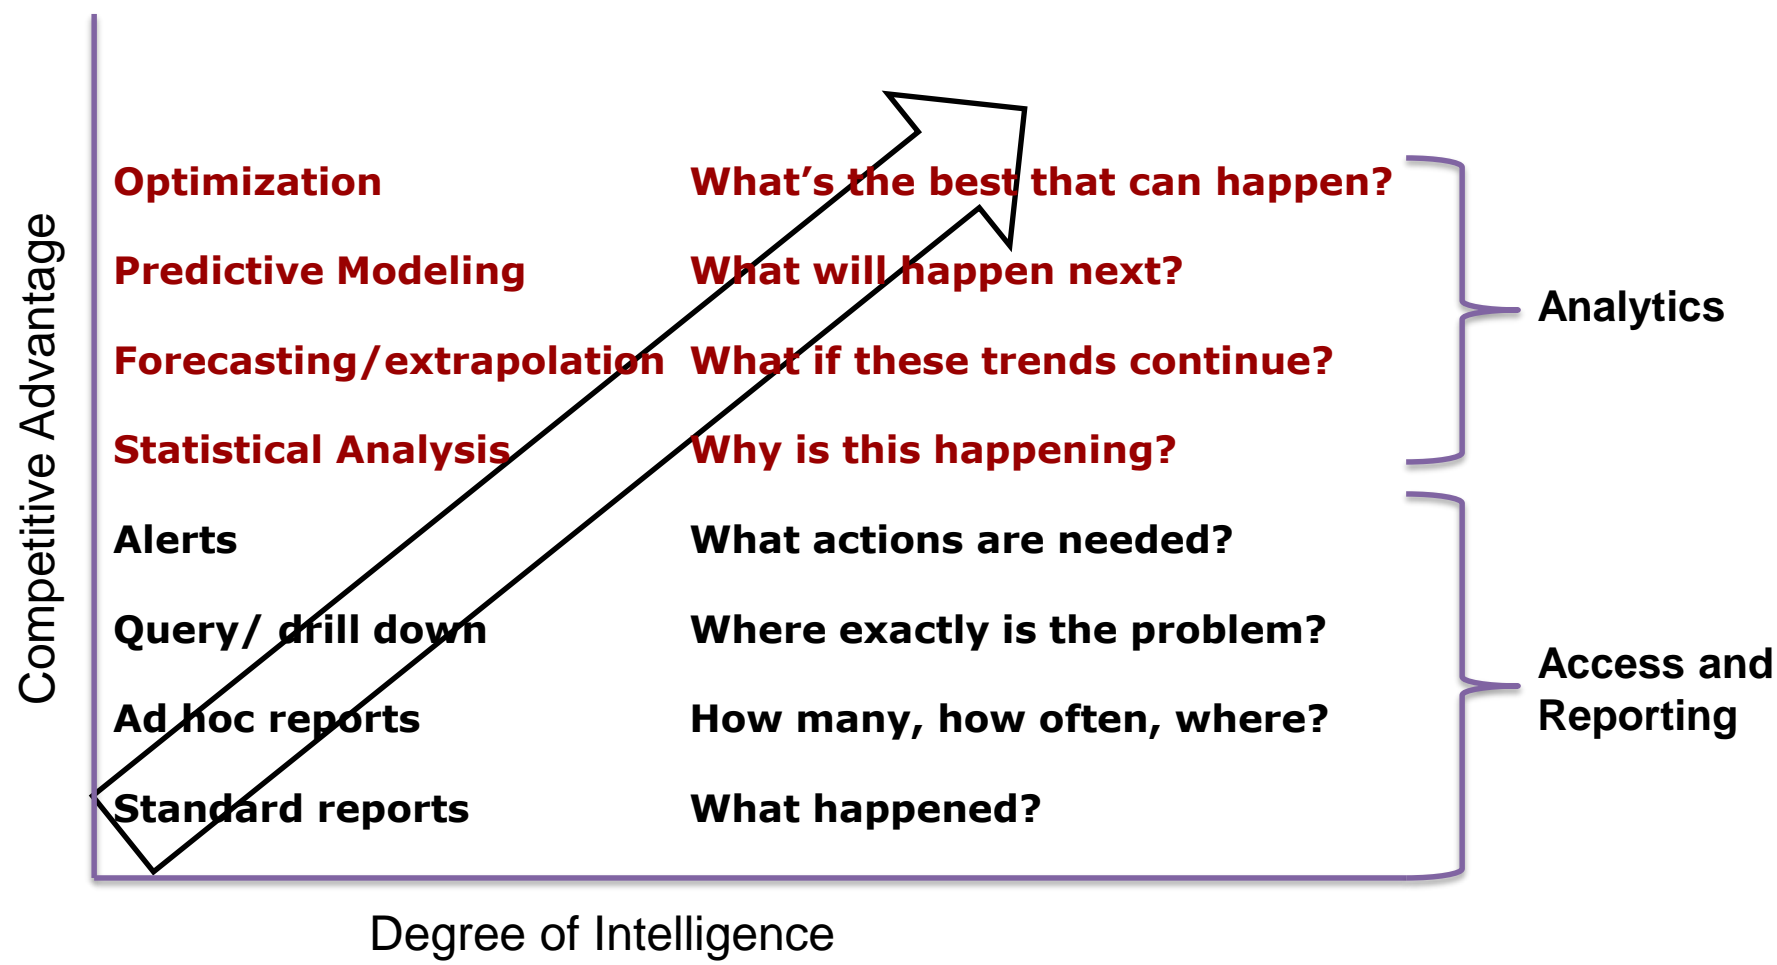 Competitive Advantage
Optimization What’s the best that can happen?
Predictive Modeling What will happen next?
Forecasting/extrapolation What if these trends continue?
Statistical Analysis Why is this happening?
Analytics
Alerts What actions are needed?
Query/ drill down Where exactly is the problem?
Ad hoc reports How many, how often, where?
Standard reports What happened?
Access and
Reporting
Degree of Intelligence